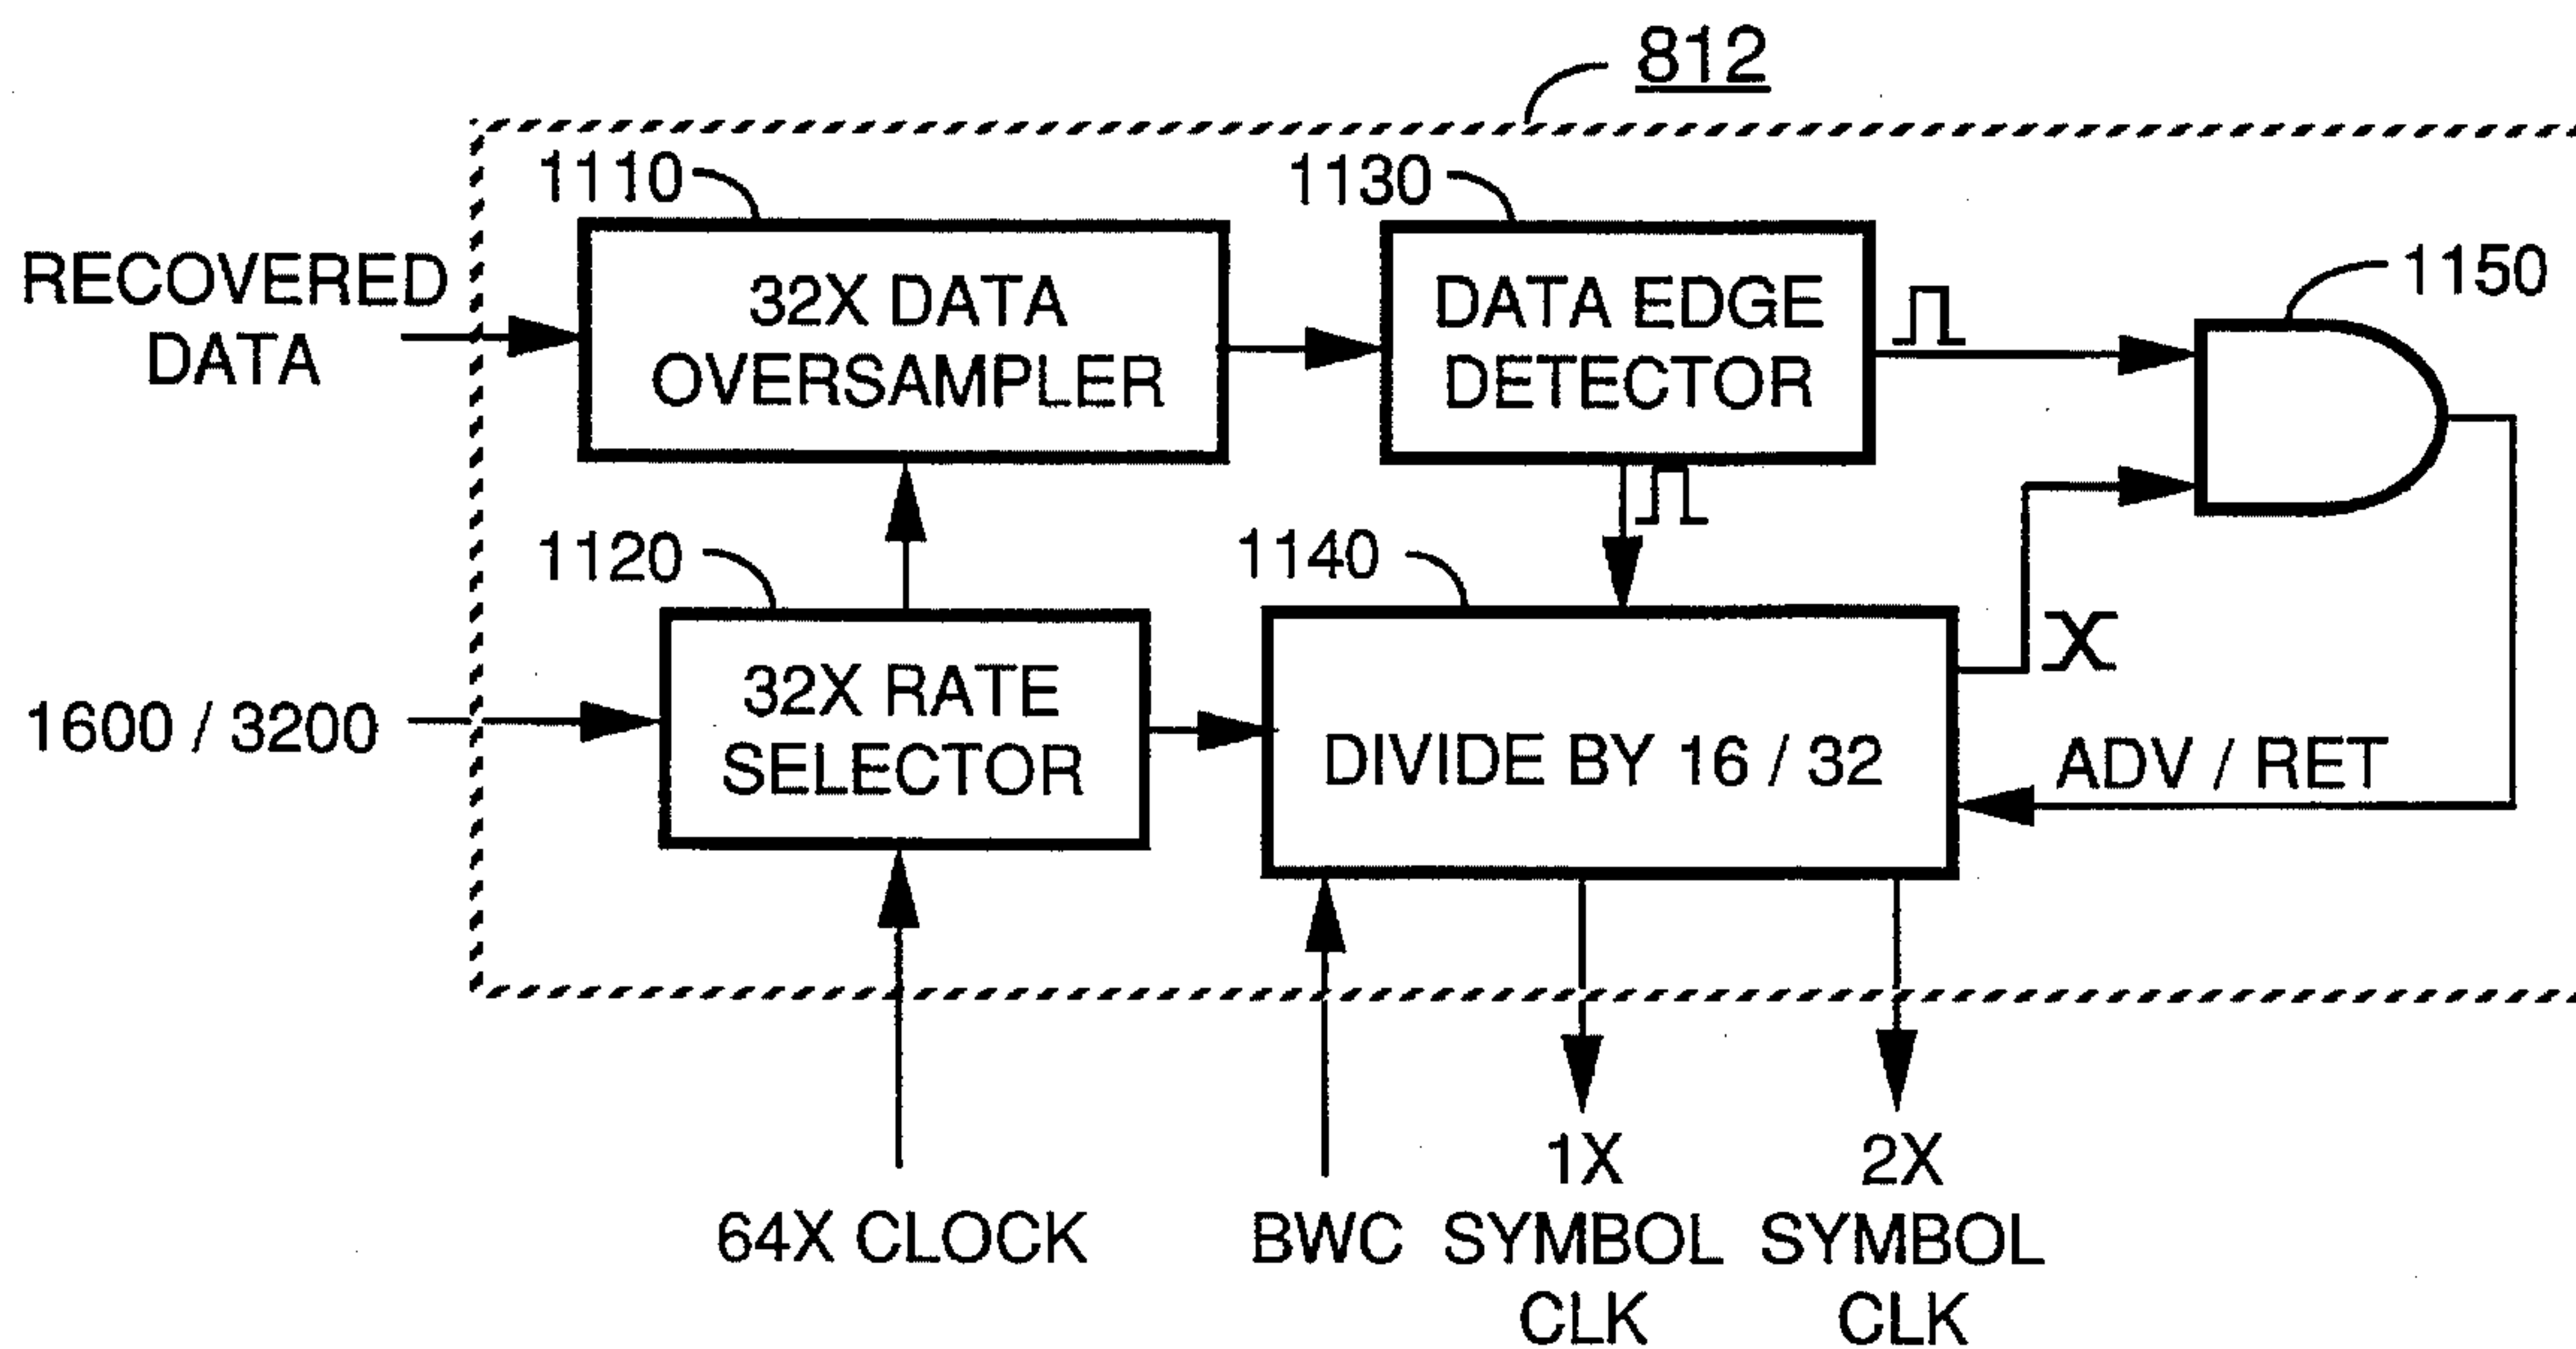 812
1110
1130
1150
RECOVERED
DATA
32X DATA
OVERSAMPLER
DATA EDGE
DETECTOR
1120
1140
1600 / 3200
32X RATE
SELECTOR
DIVIDE BY 16 / 32
ADV / RET
64X CLOCK
BWC
1X
SYMBOL
CLK
2X
SYMBOL
CLK